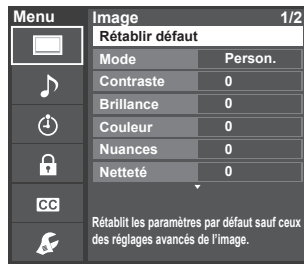 Menu
Image 1/2
Rétablir défaut
Mode Person.
Contraste 0
Brillance 0
Couleur 0
Nuances 0
Netteté 0
CC
Rétablit les paramètres par défaut sauf ceux
des réglages avancés de l'image.